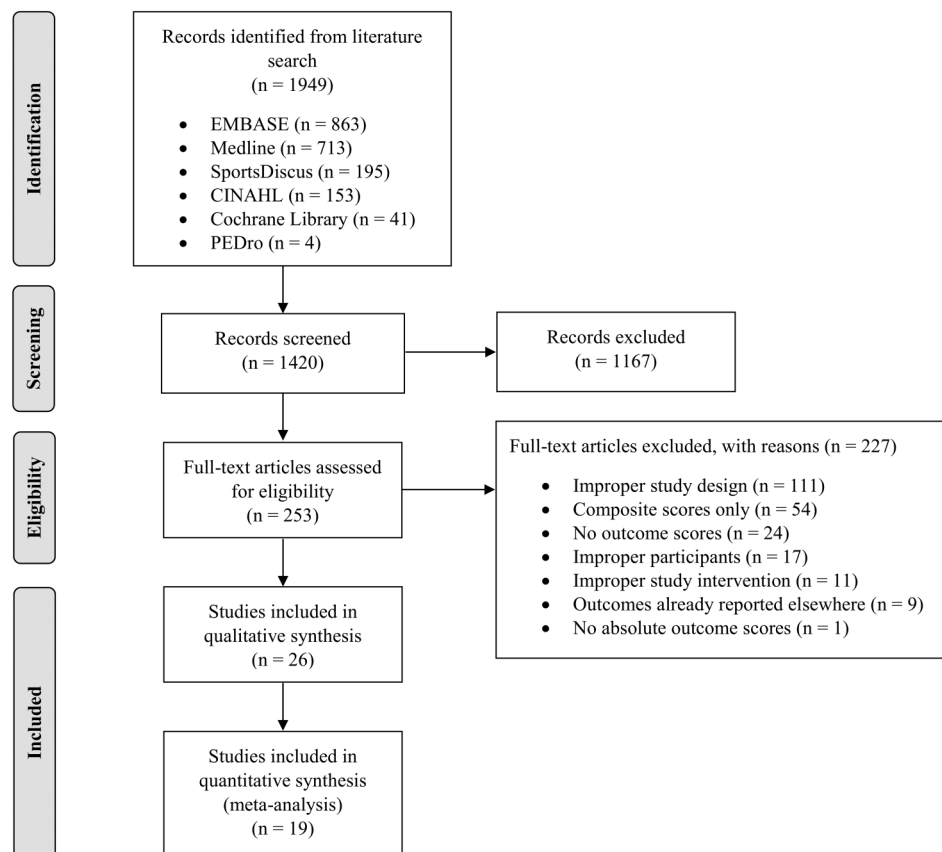 Identification
Records identified from literature
search
(n = 1949)
• EMBASE (n = 863)
• Medline (n = 713)
• SportsDiscus (n = 195)
• CINAHL (n = 153)
• Cochrane Library (n = 41)
• PEDro (n = 4)
Screening
Records screened
(n = 1420)
Records excluded
(n = 1167)
Eligibility
Full-text articles assessed
for eligibility
(n = 253)
Full-text articles excluded, with reasons (n = 227)
• Improper study design (n = 111)
• Composite scores only (n = 54)
• No outcome scores (n = 24)
• Improper participants (n = 17)
• Improper study intervention (n = 11)
• Outcomes already reported elsewhere (n = 9)
• No absolute outcome scores (n = 1)
Included
Studies included in
qualitative synthesis
(n = 26)
Studies included in
quantitative synthesis
(meta-analysis)
(n = 19)